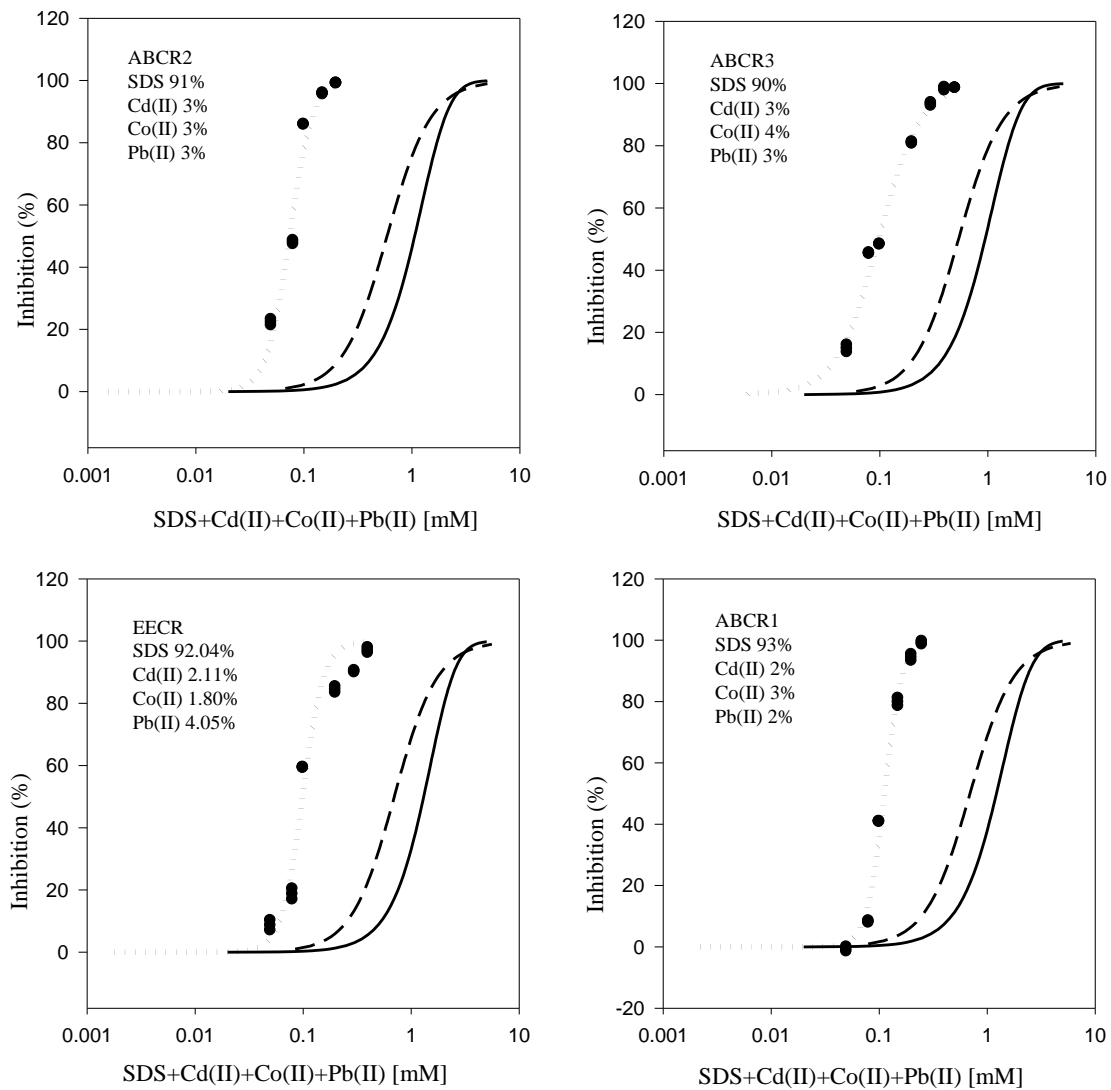 120
100
80
60
40
20
0
Inhibition (%)
ABCR2
SDS 91%
Cd(II) 3%
Co(II) 3%
Pb(II) 3%
0.001 0.01 0.1 1 10
SDS+Cd(II)+Co(II)+Pb(II) [mM]
120
100
80
60
40
20
0
Inhibition (%)
ABCR3
SDS 90%
Cd(II) 3%
Co(II) 4%
Pb(II) 3%
0.001 0.01 0.1 1 10
SDS+Cd(II)+Co(II)+Pb(II) [mM]
120
100
80
60
40
20
0
Inhibition (%)
EECR
SDS 92.04%
Cd(II) 2.11%
Co(II) 1.80%
Pb(II) 4.05%
0.001 0.01 0.1 1 10
SDS+Cd(II)+Co(II)+Pb(II) [mM]
120
100
80
60
40
20
0
-20
Inhibition (%)
ABCR1
SDS 93%
Cd(II) 2%
Co(II) 3%
Pb(II) 2%
0.001 0.01 0.1 1 10
SDS+Cd(II)+Co(II)+Pb(II) [mM]